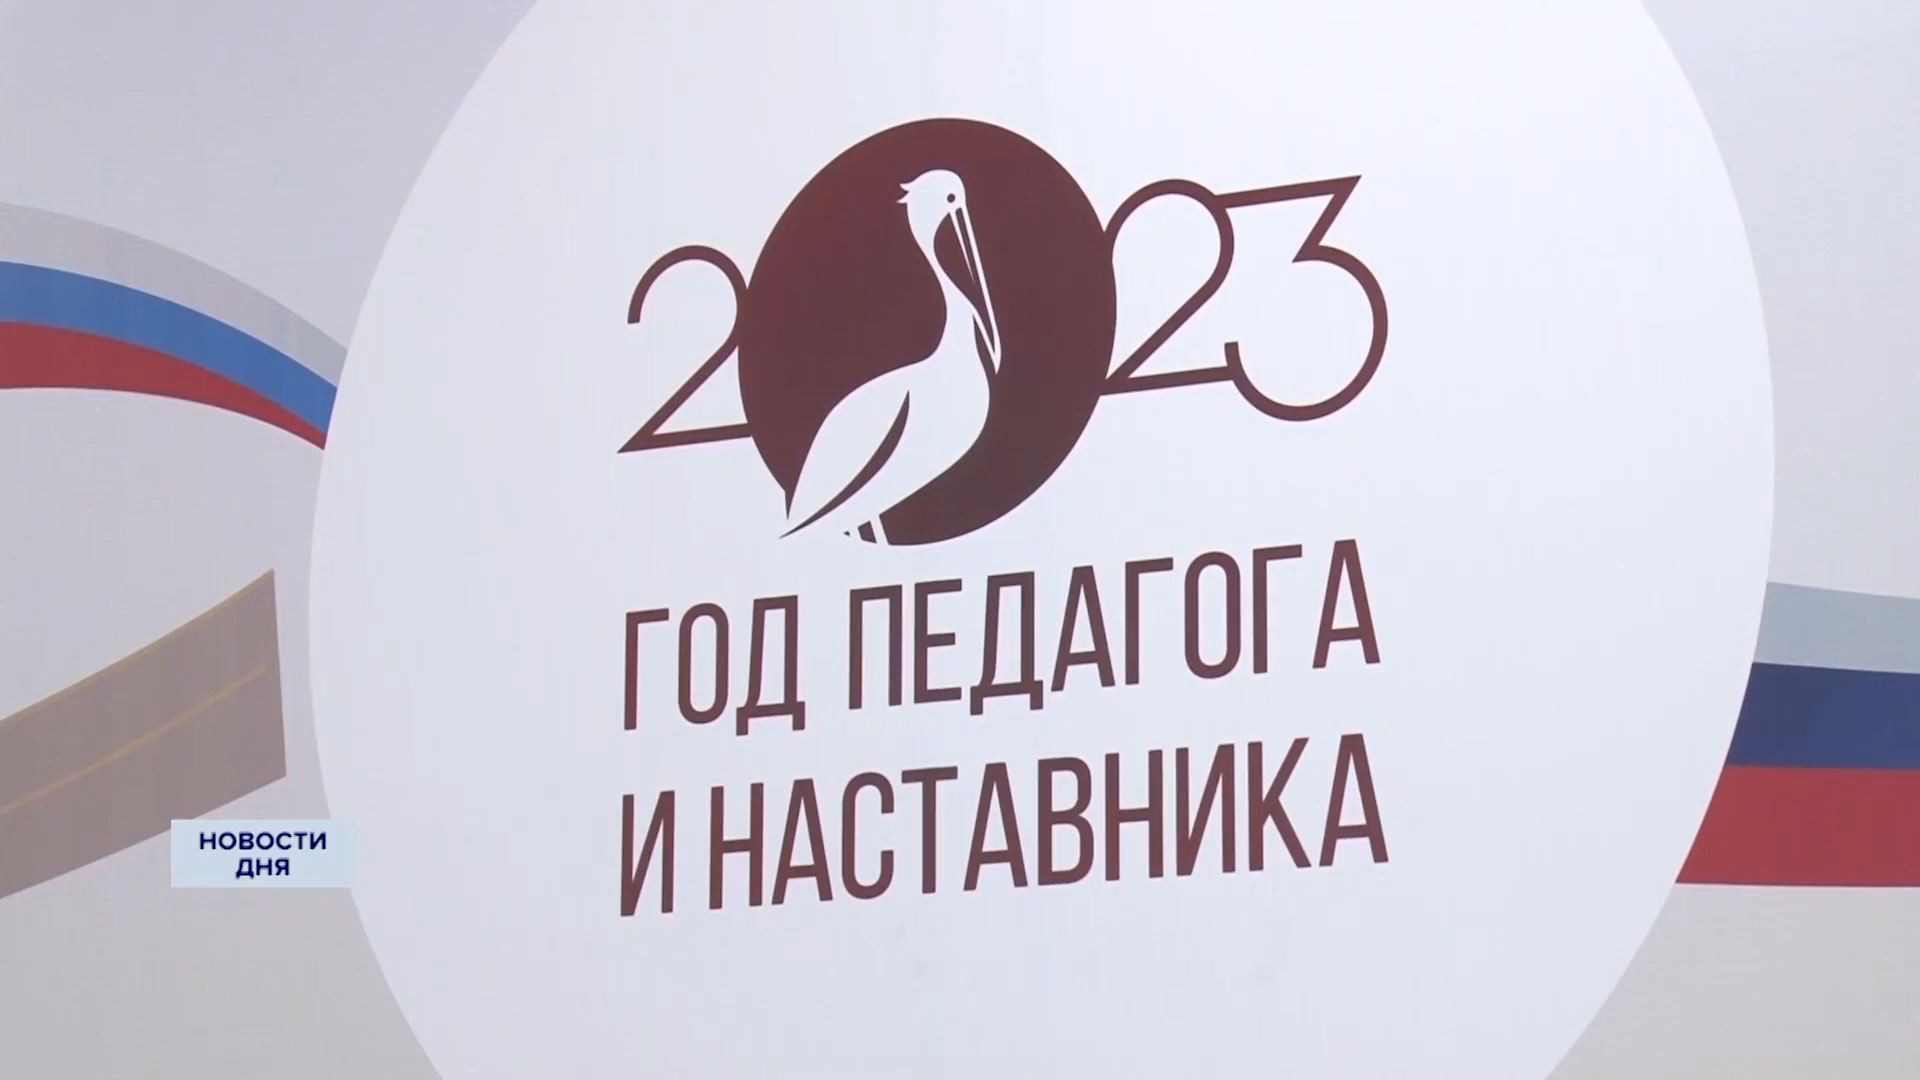 2023
ГОД ПЕДАГОГА
И НАСТАВНИКА
НОВОСТИ
ДНЯ